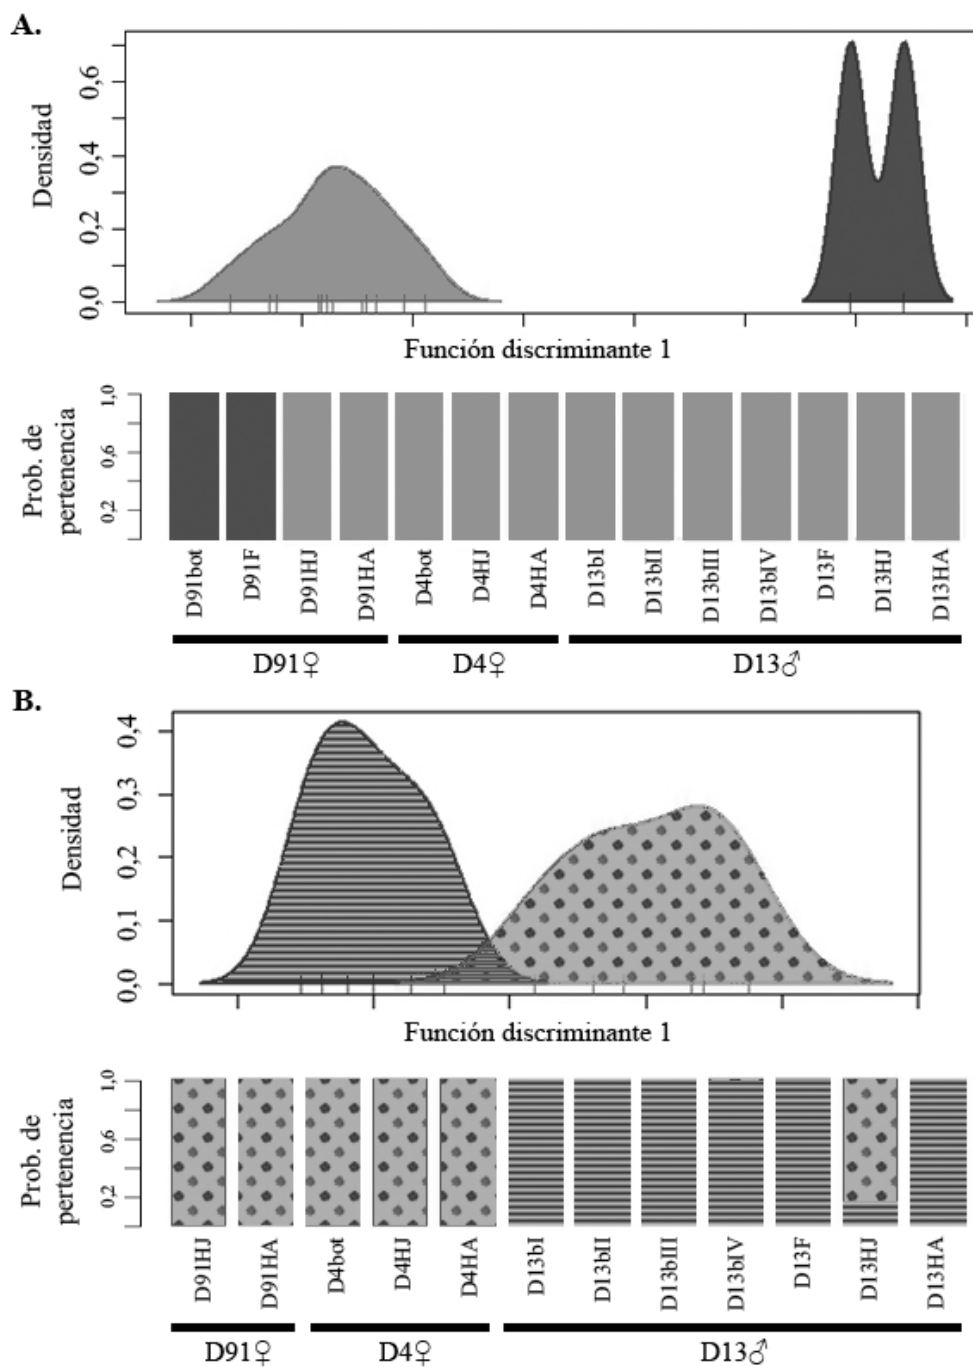 A.
Densidad
0,0 0,2 0,4 0,6
Función discriminante 1
Prob. de
pertenencia
0,2 0,6 1,0
D91bot D91F D91HJ D91HA D4bot D4HJ D4HA D13bI D13bII D13bIII D13bIV D13F D13HJ D13HA
D91♀ D4♀ D13♂
B.
Densidad
0,0 0,1 0,2 0,3 0,4
Función discriminante 1
Prob. de
pertenencia
0,2 0,6 1,0
D91HJ D91HA D4bot D4HJ D4HA D13bI D13bII D13bIII D13bIV D13F D13HJ D13HA
D91♀ D4♀ D13♂